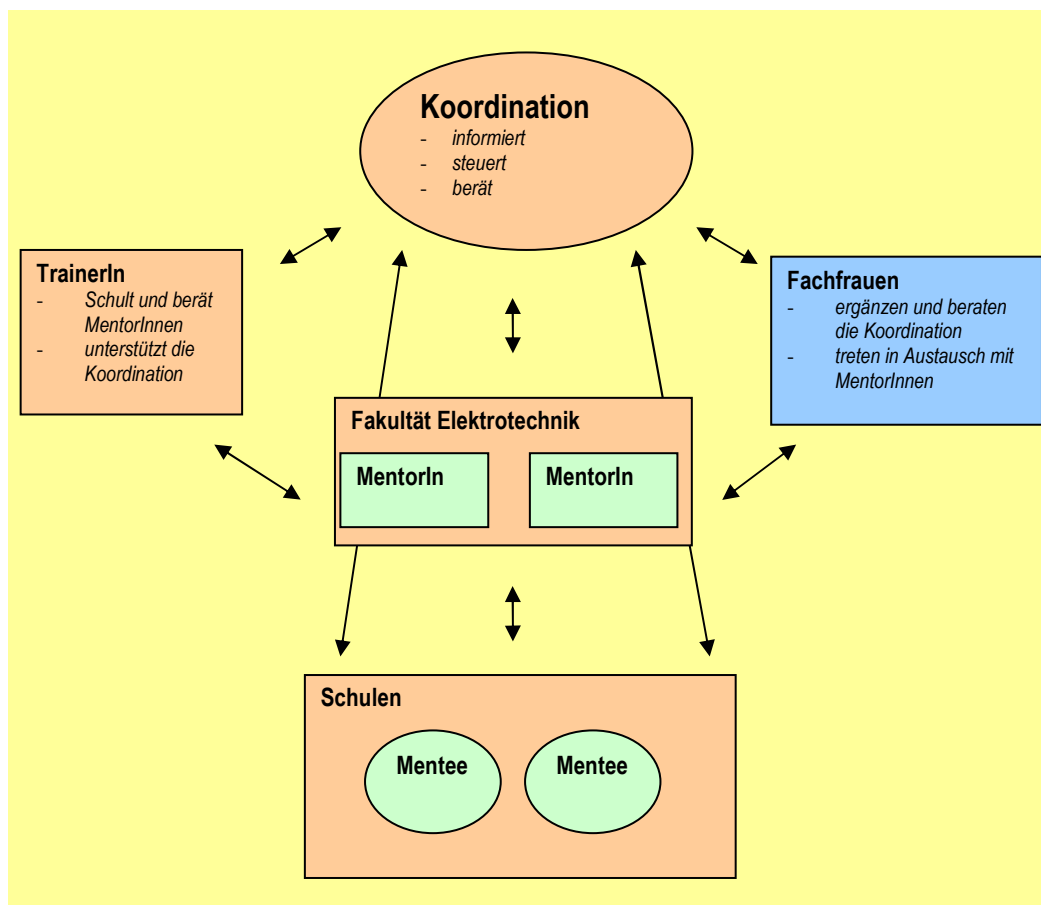 Koordination
- informiert
- steuert
- berät
TrainerIn
- Schult und berät
MentorInnen
- unterstützt die
Koordination
Fachfrauen
- ergänzen und beraten
die Koordination
- treten in Austausch mit
MentorInnen
Fakultät Elektrotechnik
MentorIn
MentorIn
Schulen
Mentee
Mentee